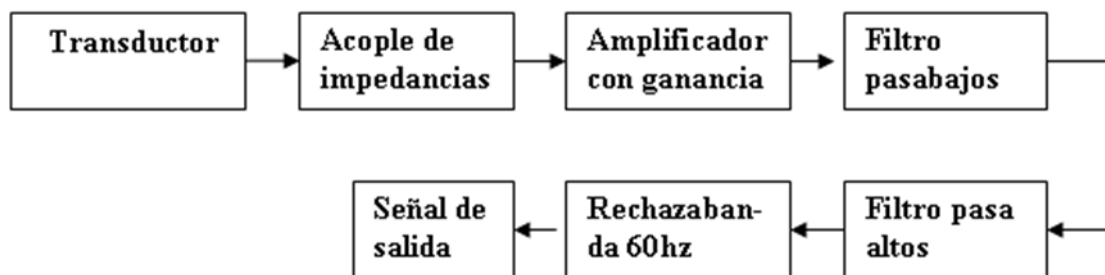 Transductor
Acople de
impedancias
Amplificador
con ganancia
Filtro
pasabajos
Filtro pasa
altos
Rechazaban-
da 60hz
Señal de
salida